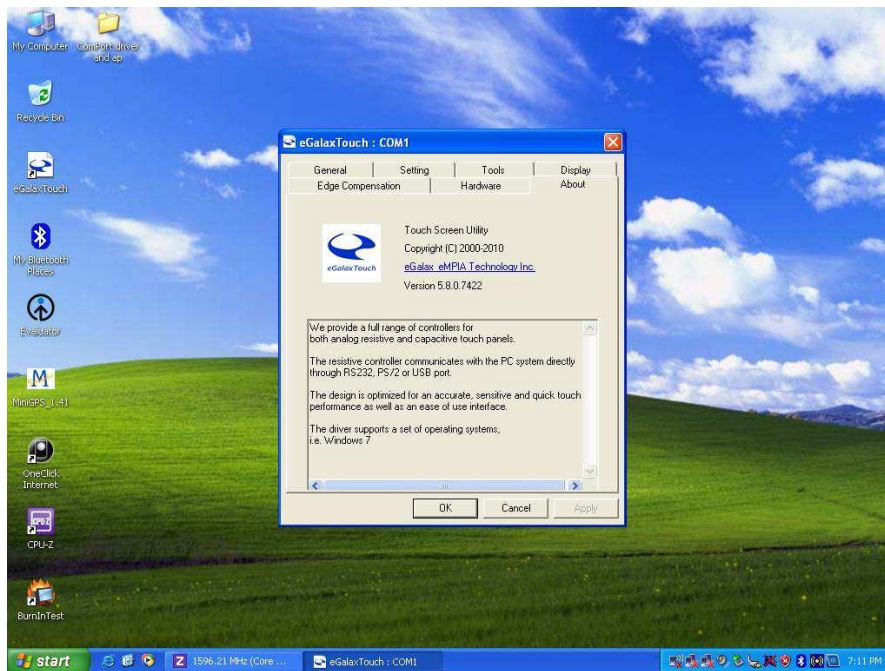 My Computer
ComPort driver
and ap
Recycle Bin
eGalaxTouch
My Bluetooth
Places
Evaluator
MiniGPS_1.41
OneClick
Internet
CPU-Z
CPU-Z
BurnInTest
eGalaxTouch : COM1
General
Setting
Tools
Display
Edge Compensation
Hardware
About
eGalaxTouch
Touch Screen Utility
Copyright (C) 2000-2010
eGalax_eMPIA Technology Inc.
Version 5.8.0.7422
We provide a full range of controllers for
both analog resistive and capacitive touch panels.
The resistive controller communicates with the PC system directly
through RS232, PS/2 or USB port.
The design is optimized for an accurate, sensitive and quick touch
performance as well as an ease of use interface.
The driver supports a set of operating systems,
i.e. Windows 7
OK
Cancel
Apply
start
Z 1596.21 MHz (Core ...
eGalaxTouch : COM1
7:11 PM